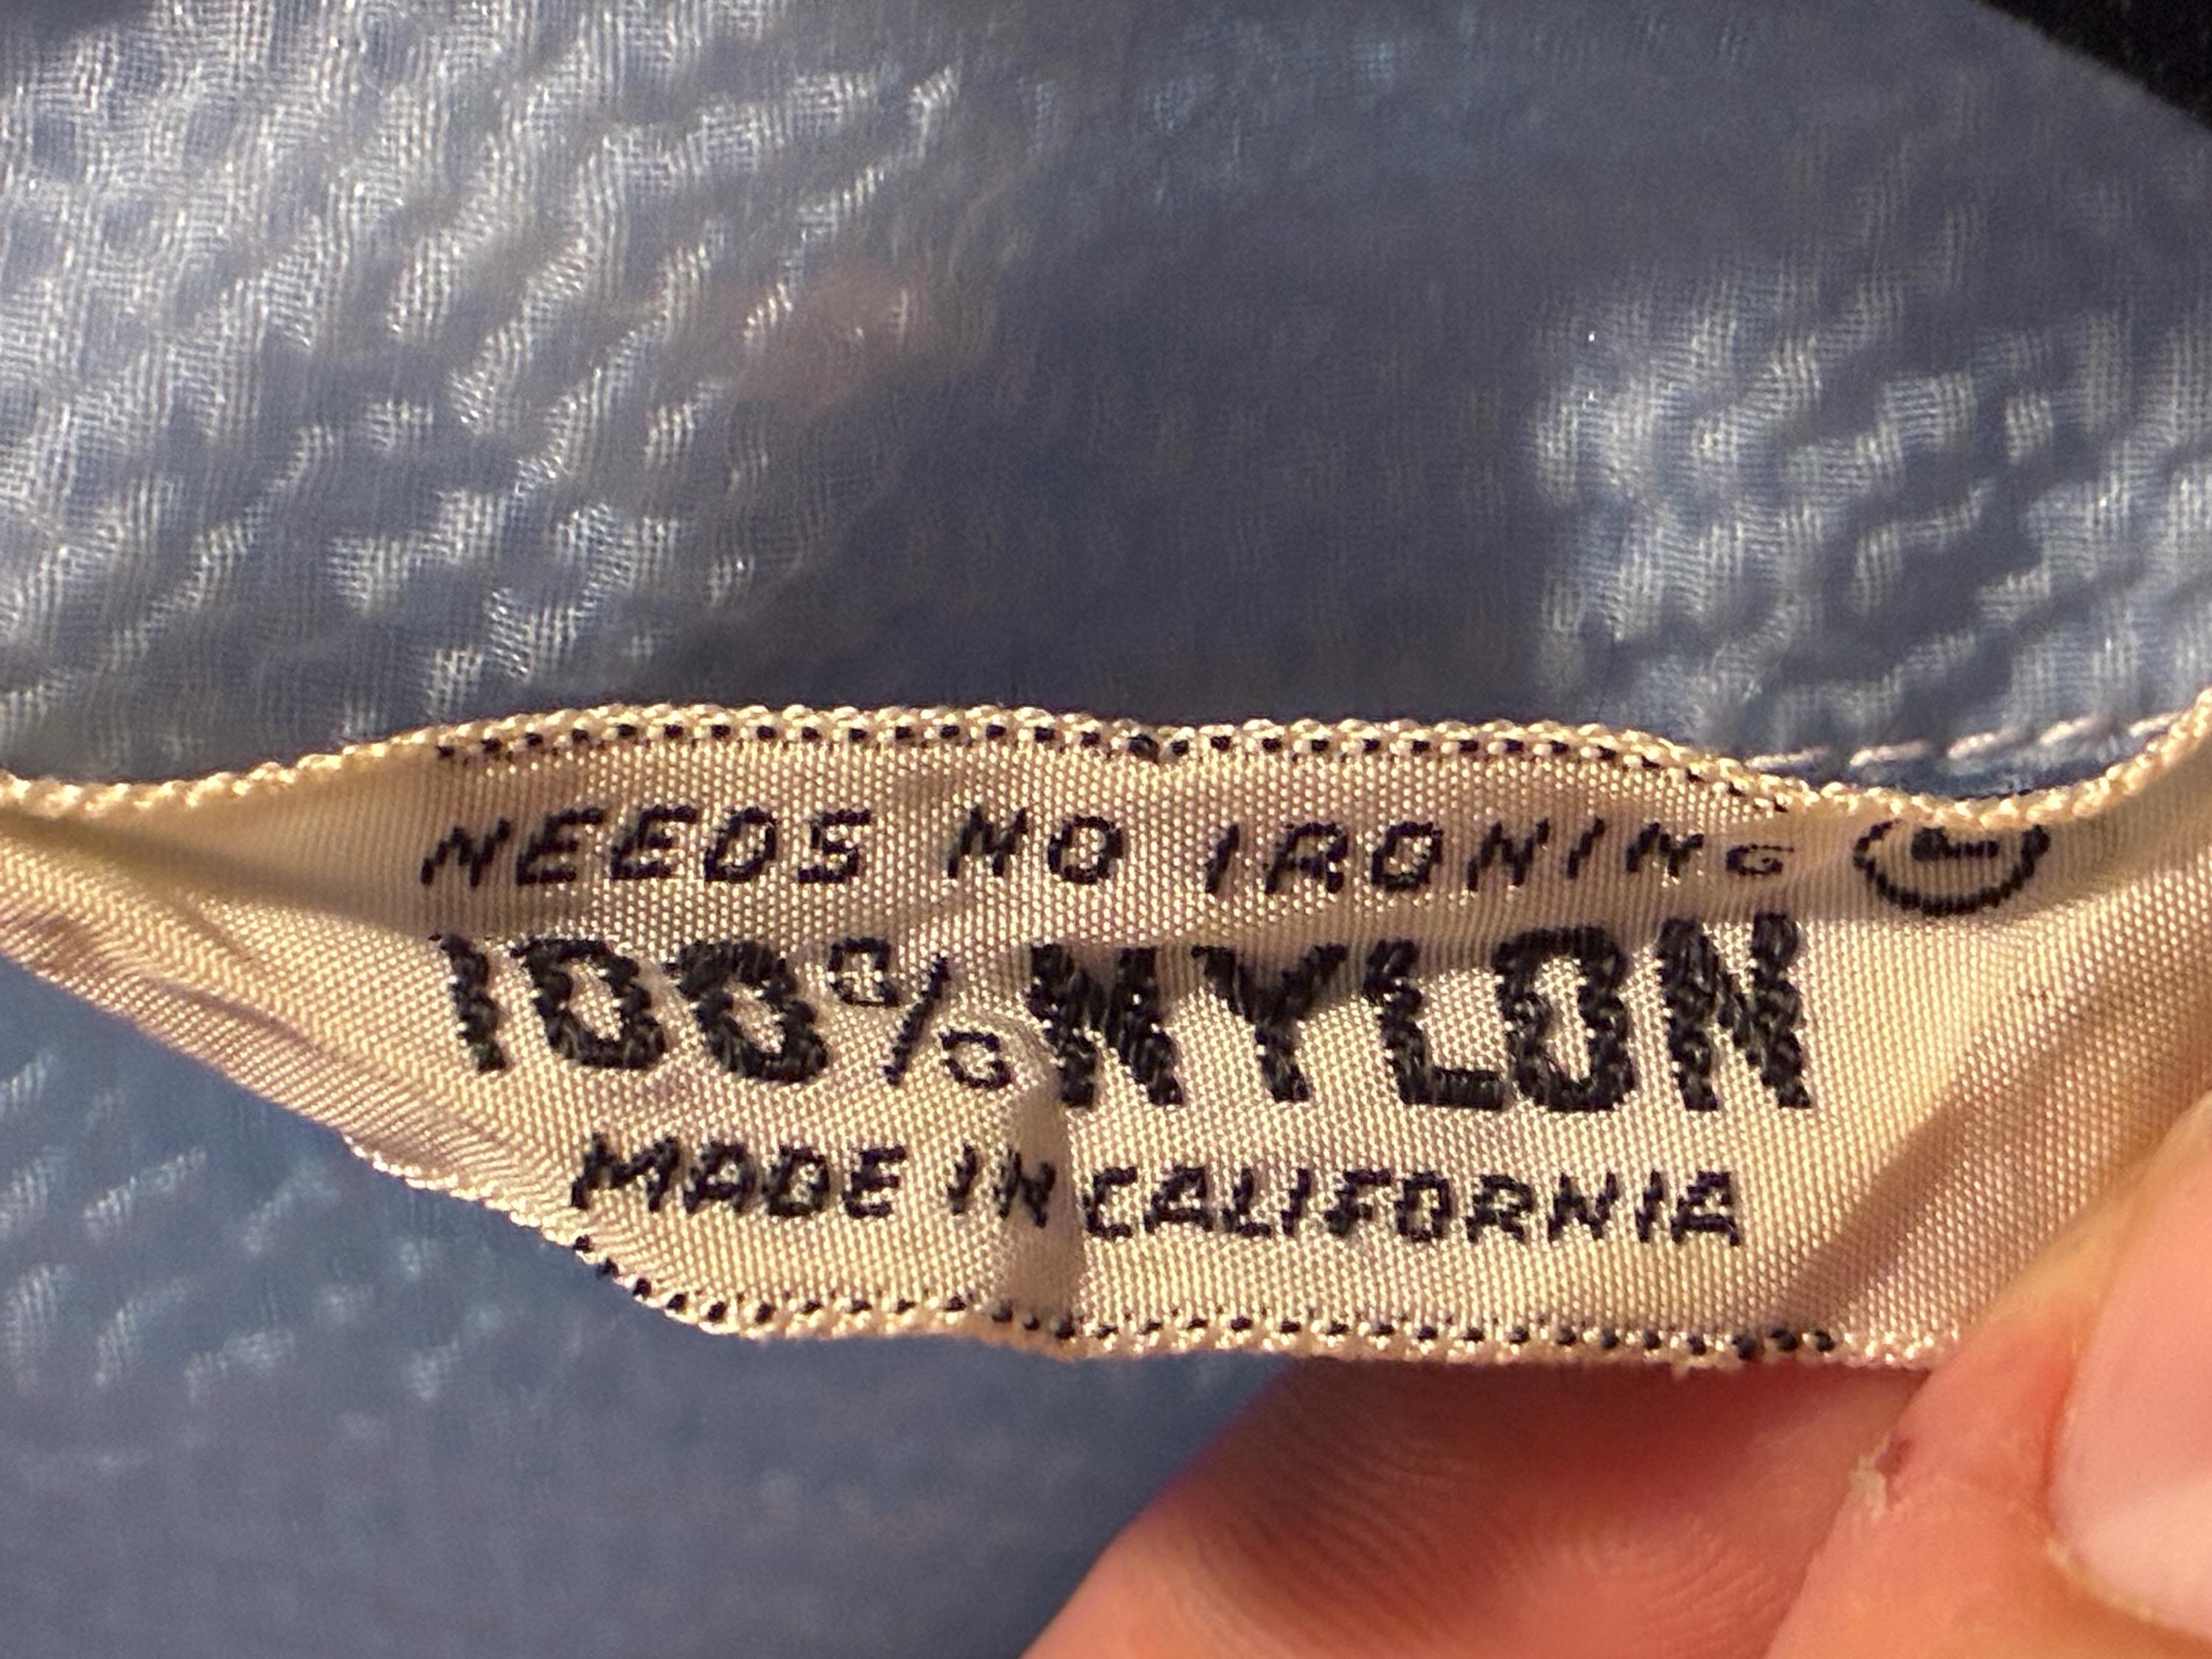 NEEDS NO IRONING
100% NYLON
MADE IN CALIFORNIA